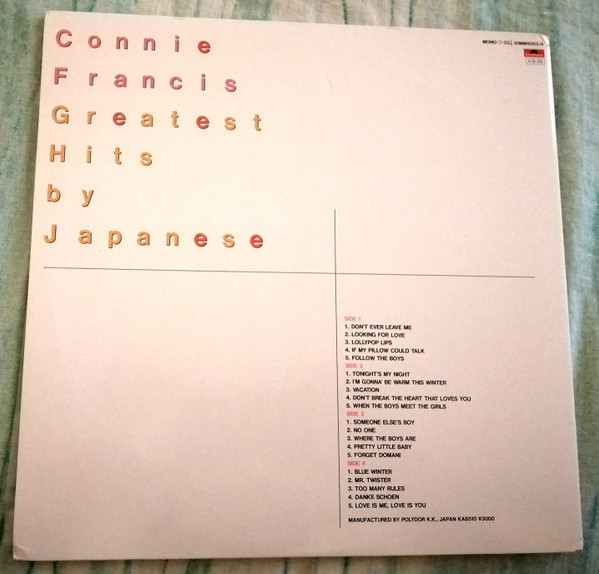 Connie
Francis
Greatest
Hits
by
Japanese
SIDE 1
1. DON'T EVER LEAVE ME
2. LOOKING FOR LOVE
3. LOLLYPOP LIPS
4. IF MY PILLOW COULD TALK
5. FOLLOW THE BOYS
SIDE 2
1. TONIGHT'S MY NIGHT
2. I'M GONNA' BE WARM THIS WINTER
3. VACATION
4. DON'T BREAK THE HEART THAT LOVES YOU
5. WHEN THE BOYS MEET THE GIRLS
SIDE 3
1. SOMEONE ELSE'S BOY
2. NO ONE
3. WHERE THE BOYS ARE
4. PRETTY LITTLE BABY
5. FORGET DOMANI
SIDE 4
1. BLUE WINTER
2. MR. TWISTER
3. TOO MANY RULES
4. DANKE SCHOEN
5. LOVE IS ME, LOVE IS YOU
MANUFACTURED BY POLYDOR K.K., JAPAN KA8510 ¥3000